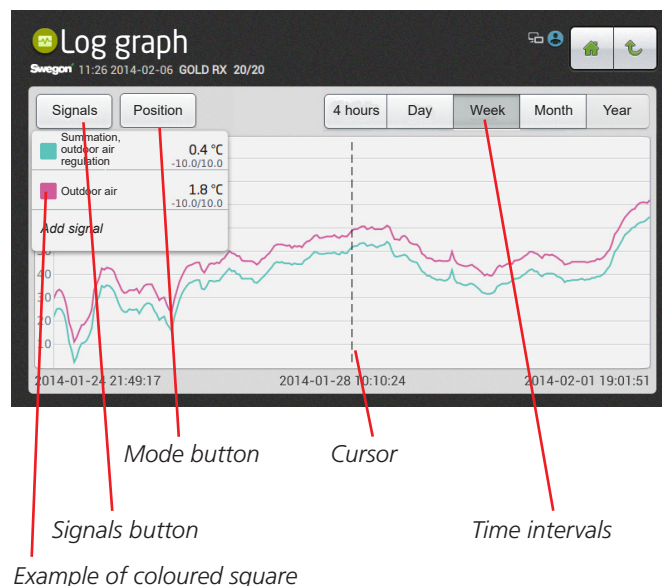 Log graph
Swegon 11:26 2014-02-06 GOLD RX 20/20
Signals Position 4 hours Day Week Month Year
Summation,
outdoor air
regulation
0.4 °C
-10.0/10.0
Outdoor air
1.8 °C
-10.0/10.0
Add signal
40
30
20
10
2014-01-24 21:49:17 2014-01-28 10:10:24 2014-02-01 19:01:51
Mode button Cursor
Signals button Time intervals
Example of coloured square